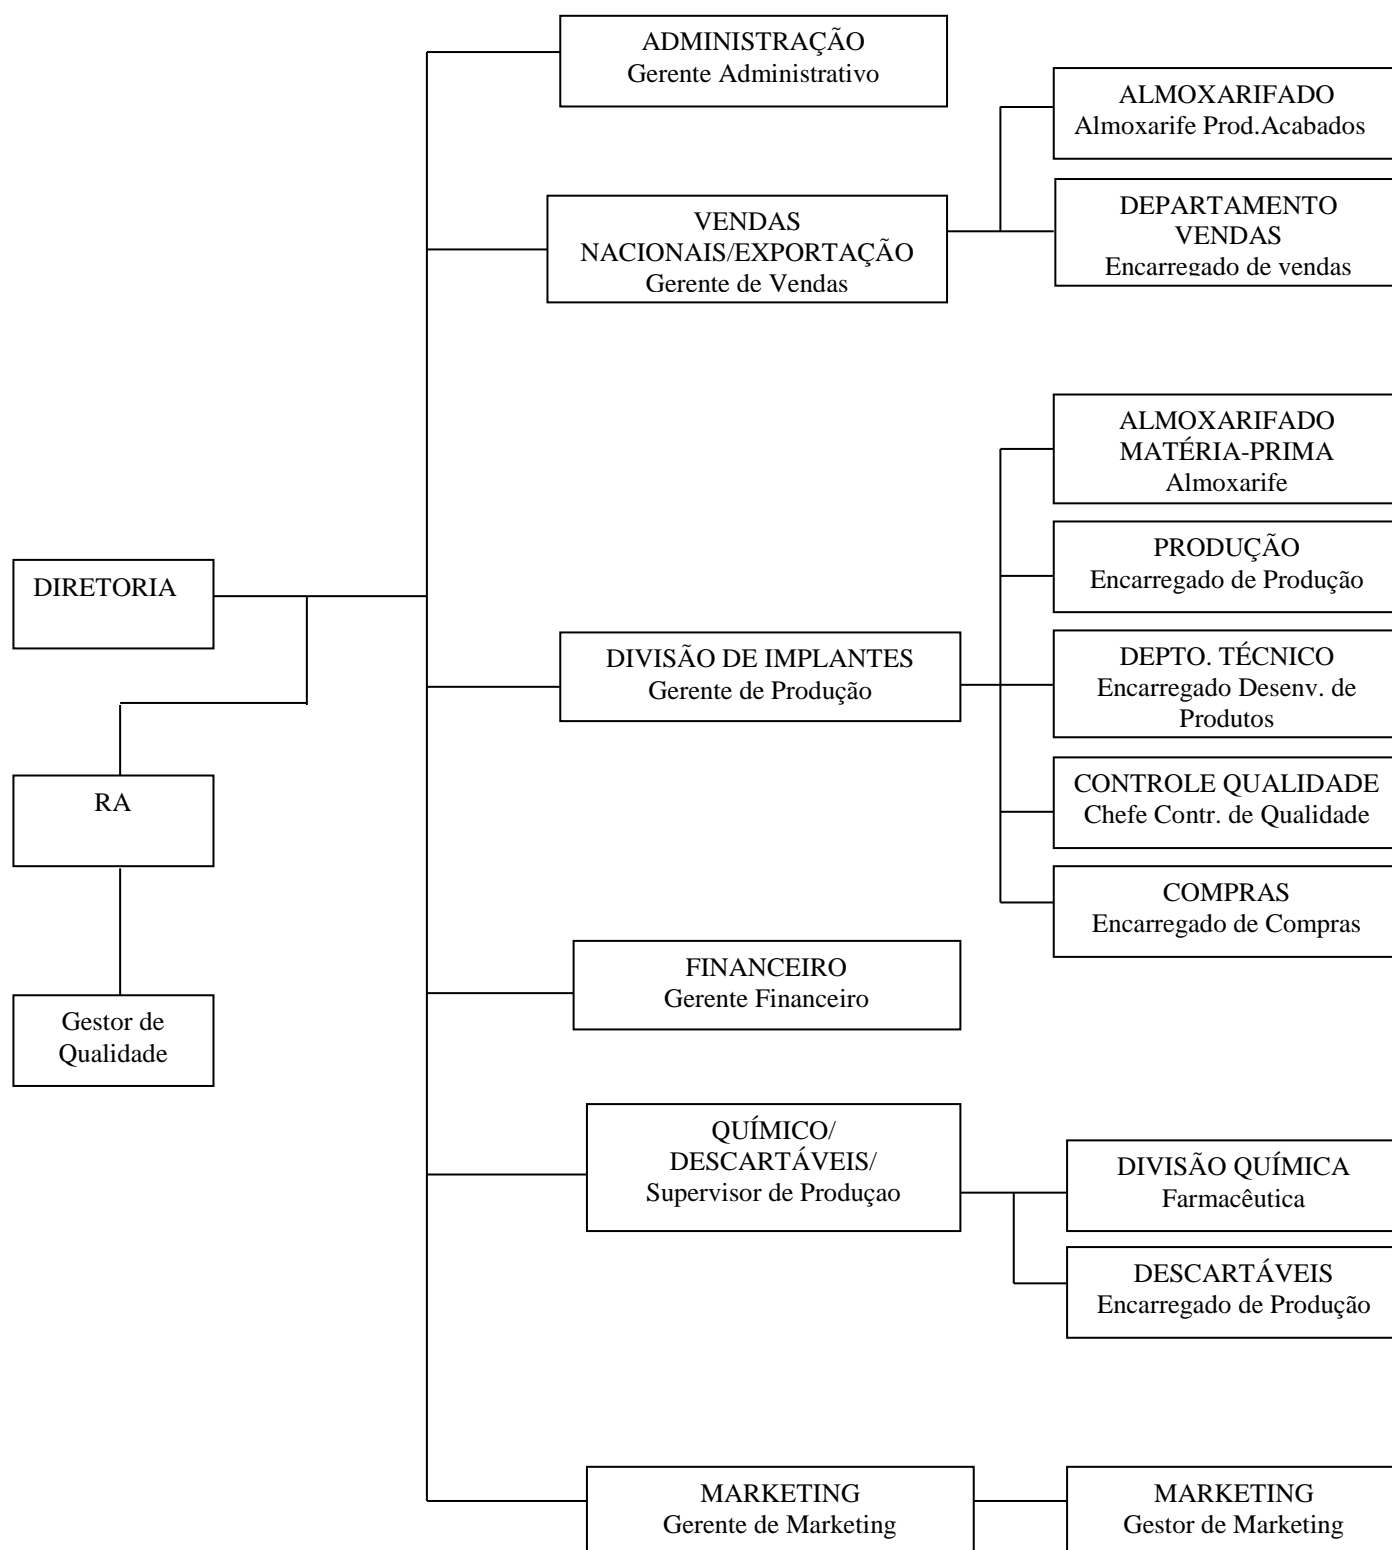 ADMINISTRAÇÃO
Gerente Administrativo
ALMOXARIFADO
Almoxarife Prod.Acabados
VENDAS
NACIONAIS/EXPORTAÇÃO
Gerente de Vendas
DEPARTAMENTO
VENDAS
Encarregado de vendas
ALMOXARIFADO
MATÉRIA-PRIMA
Almoxarife
PRODUÇÃO
Encarregado de Produção
DIRETORIA
DIVISÃO DE IMPLANTES
Gerente de Produção
DEPTO. TÉCNICO
Encarregado Desenv. de
Produtos
RA
CONTROLE QUALIDADE
Chefe Contr. de Qualidade
COMPRAS
Encarregado de Compras
FINANCEIRO
Gerente Financeiro
Gestor de
Qualidade
QUÍMICO/
DESCARTÁVEIS/
Supervisor de Produçao
DIVISÃO QUÍMICA
Farmacêutica
DESCARTÁVEIS
Encarregado de Produção
MARKETING
Gerente de Marketing
MARKETING
Gestor de Marketing